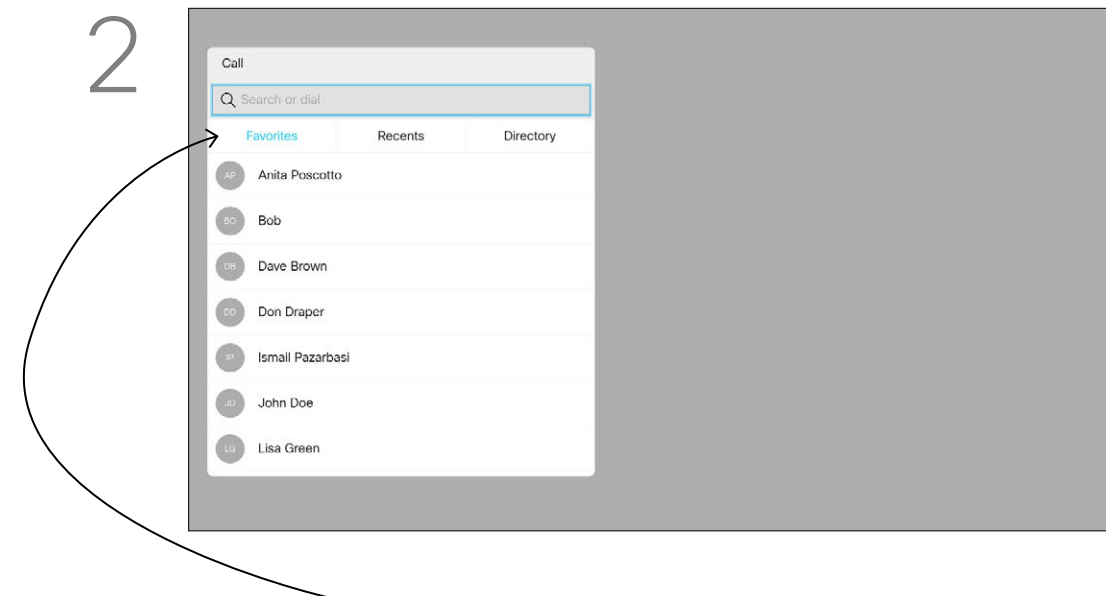 2
Call
Search or dial
Favorites Recents Directory
AP Anita Poscotto
BO Bob
DB Dave Brown
DD Don Draper
IP Ismail Pazarbasi
JD John Doe
LG Lisa Green